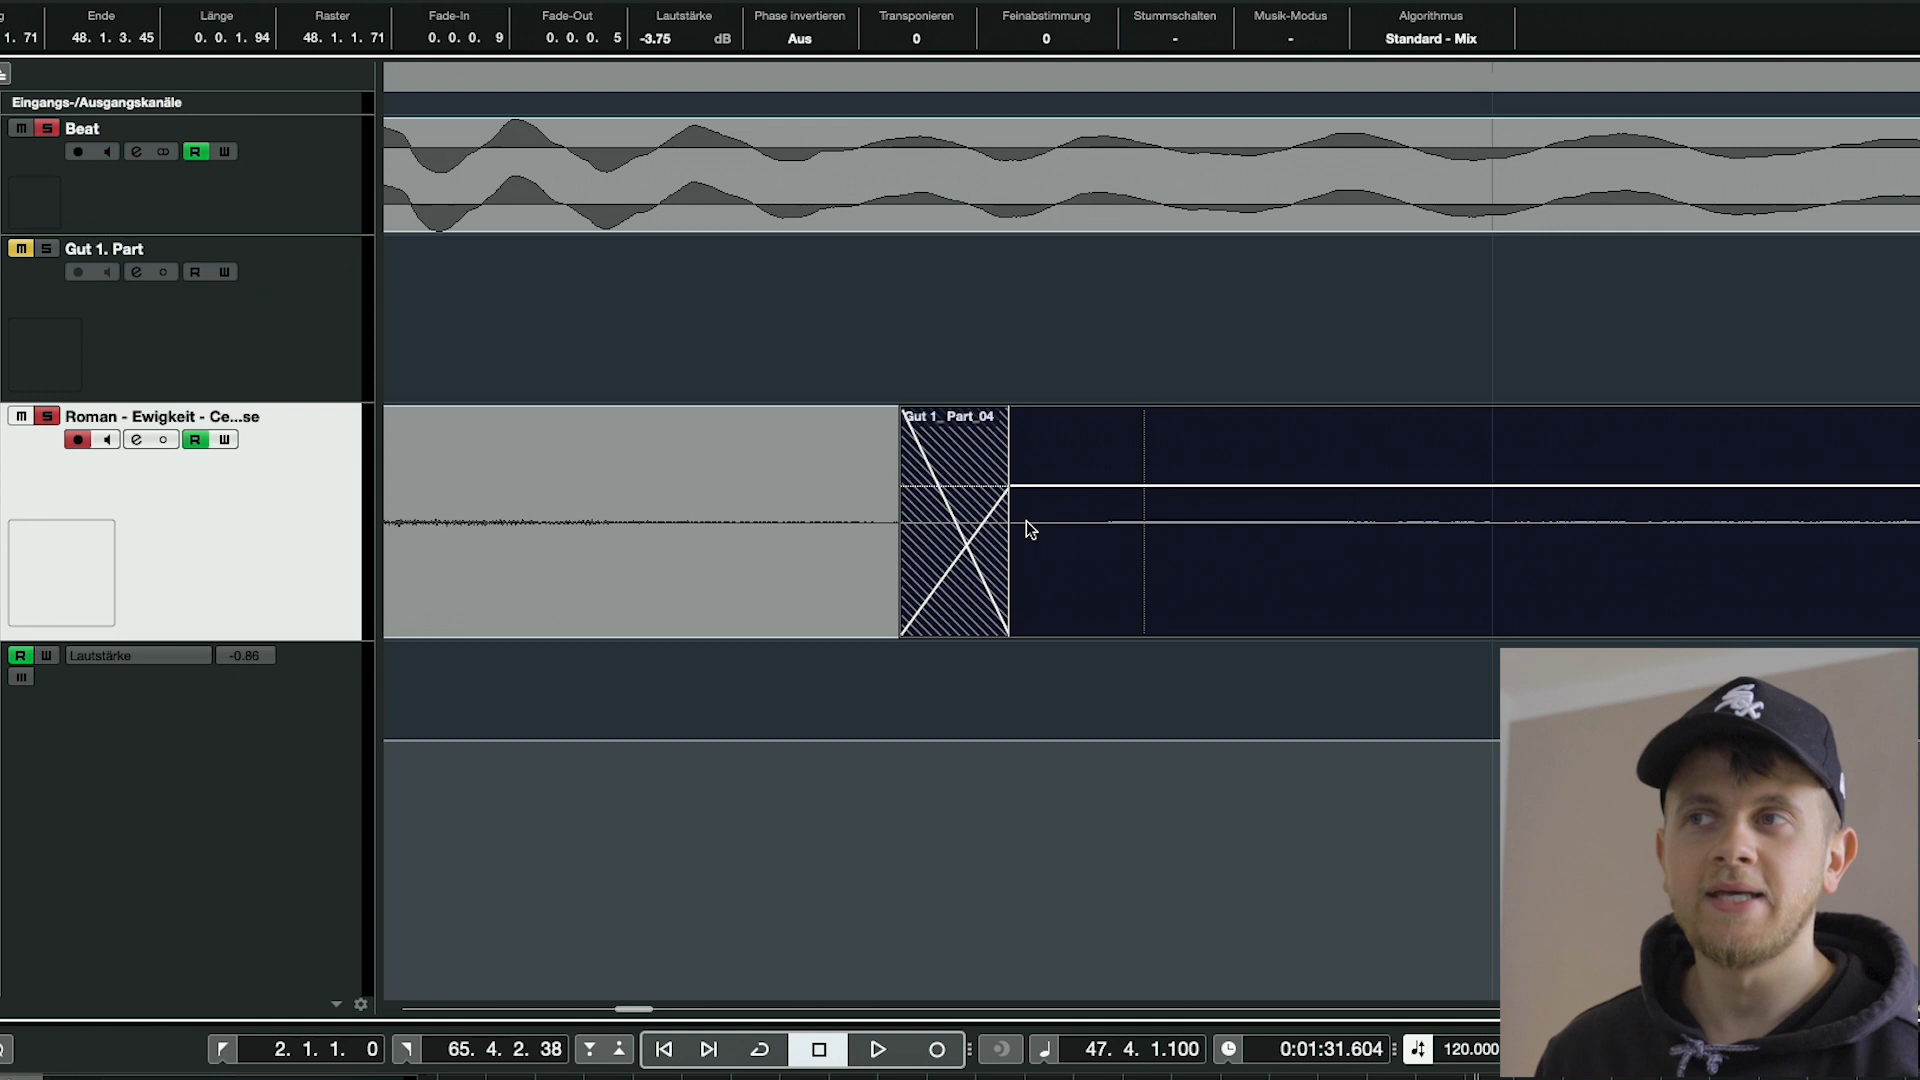 Ende Länge Raster Fade-In Fade-Out Lautstärke Phase invertieren Transponieren Feinabstimmung Stummschalten Musik-Modus Algorithmus
1. 71 48. 1. 3. 45 0. 0. 1. 94 48. 1. 1. 71 0. 0. 0. 9 0. 0. 0. 5 -3.75 dB Aus 0 0 - - Standard - Mix
Eingangs-/Ausgangskanäle
m S Beat
e R W
m S Gut 1. Part
e R W
m S Roman - Ewigkeit - Ce...se
e R W
Gut 1_ Part_04
R W Lautstärke -0.86
2. 1. 1. 0 65. 4. 2. 38 47. 4. 1.100 0:01:31.604 120.000